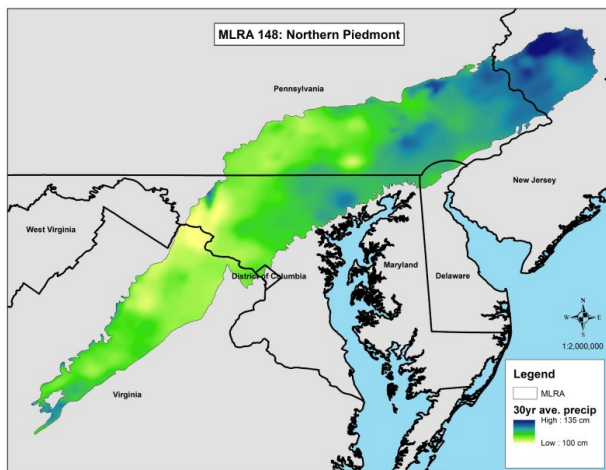 MLRA 148: Northern Piedmont
Pennsylvania
New Jersey
West Virginia
Maryland
Delaware
District of Columbia
Virginia
N
W E
S
1:2,000,000
Legend
MLRA
30yr ave. precip
High : 135 cm
Low : 100 cm